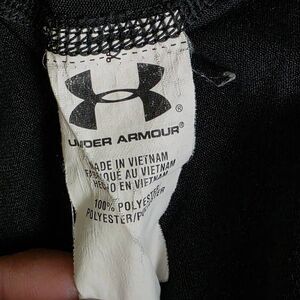 UNDER ARMOUR®
MADE IN VIETNAM
FABRIQUÉ AU VIETNAM
HECHO EN VIETNAM
100% POLYESTER
POLYESTER/